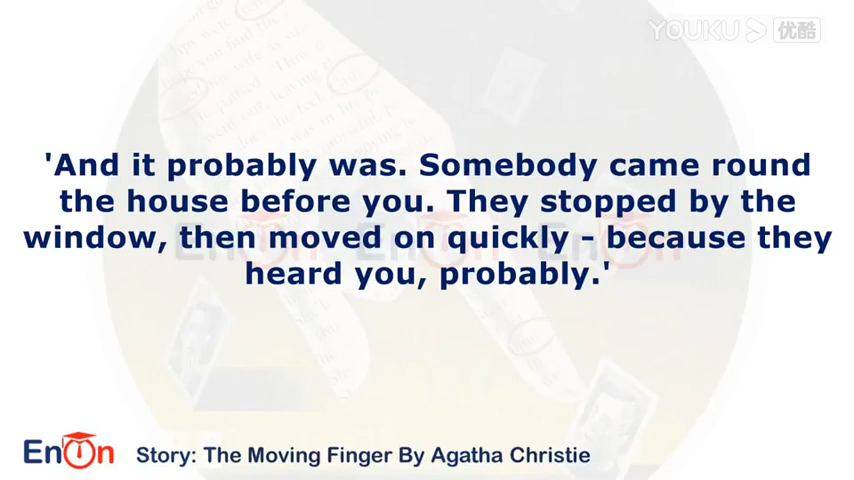 YOUKU 优酷
'And it probably was. Somebody came round
the house before you. They stopped by the
window, then moved on quickly - because they
heard you, probably.'
EnOn
Story: The Moving Finger By Agatha Christie